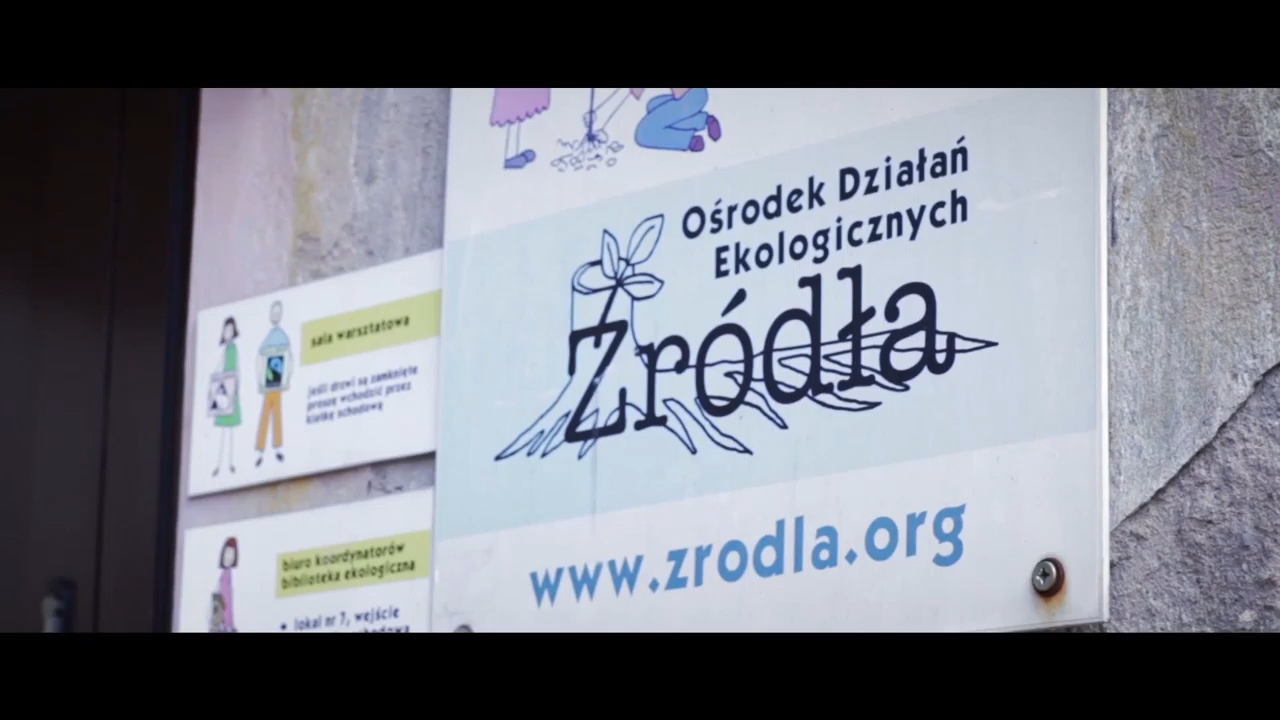 Ośrodek Działań
Ekologicznych
Źródła
www.zrodla.org
sala warsztatowa
jeśli drzwi są zamknięte
proszę wchodzić przez
klatkę schodową
biuro koordynatorów
biblioteka ekologiczna
• lokal nr 7, wejście